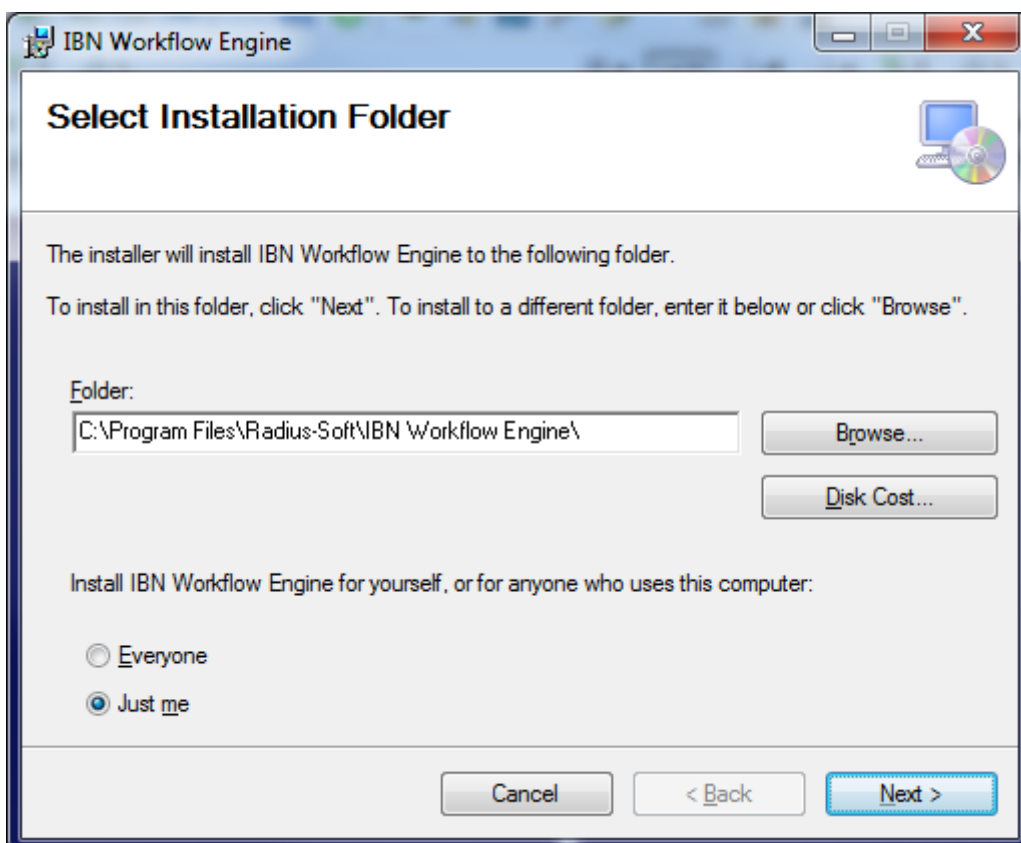 IBN Workflow Engine
Select Installation Folder
The installer will install IBN Workflow Engine to the following folder.
To install in this folder, click "Next". To install to a different folder, enter it below or click "Browse".
Folder:
C:\Program Files\Radius-Soft\IBN Workflow Engine\
Browse...
Disk Cost...
Install IBN Workflow Engine for yourself, or for anyone who uses this computer:
Everyone
Just me
Cancel
< Back
Next >